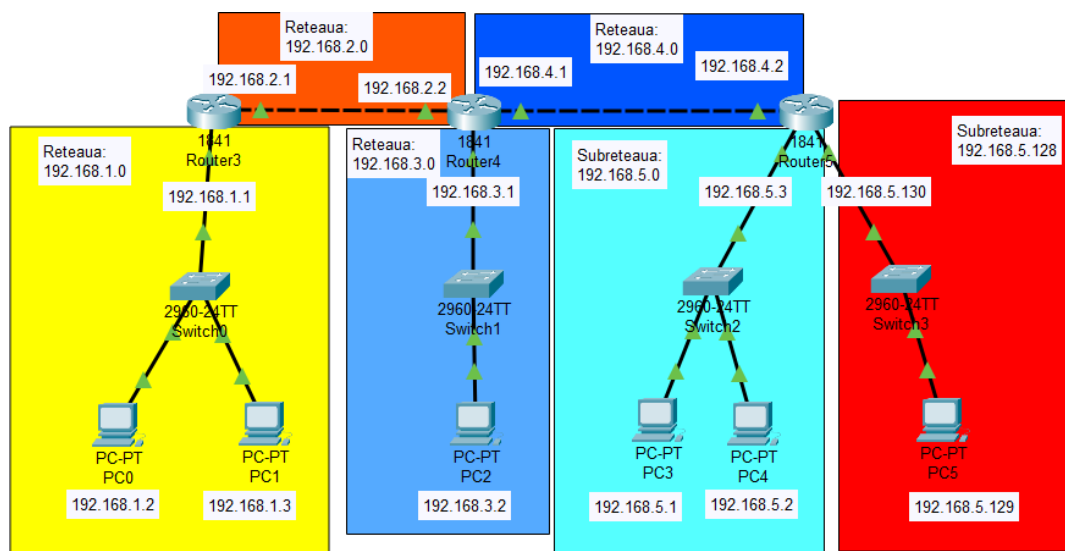 Reteaua:
192.168.2.0
Reteaua:
192.168.4.0
192.168.2.1
192.168.2.2
192.168.4.1
192.168.4.2
1841
Router3
1841
Router4
1841
Router5
Reteaua:
192.168.1.0
Reteaua:
192.168.3.0
Subreteaua:
192.168.5.0
Subreteaua:
192.168.5.128
192.168.1.1
192.168.3.1
192.168.5.3
192.168.5.130
2960-24TT
Switch0
2960-24TT
Switch1
2960-24TT
Switch2
2960-24TT
Switch3
PC-PT
PC0
PC-PT
PC1
PC-PT
PC2
PC-PT
PC3
PC-PT
PC4
PC-PT
PC5
192.168.1.2
192.168.1.3
192.168.3.2
192.168.5.1
192.168.5.2
192.168.5.129